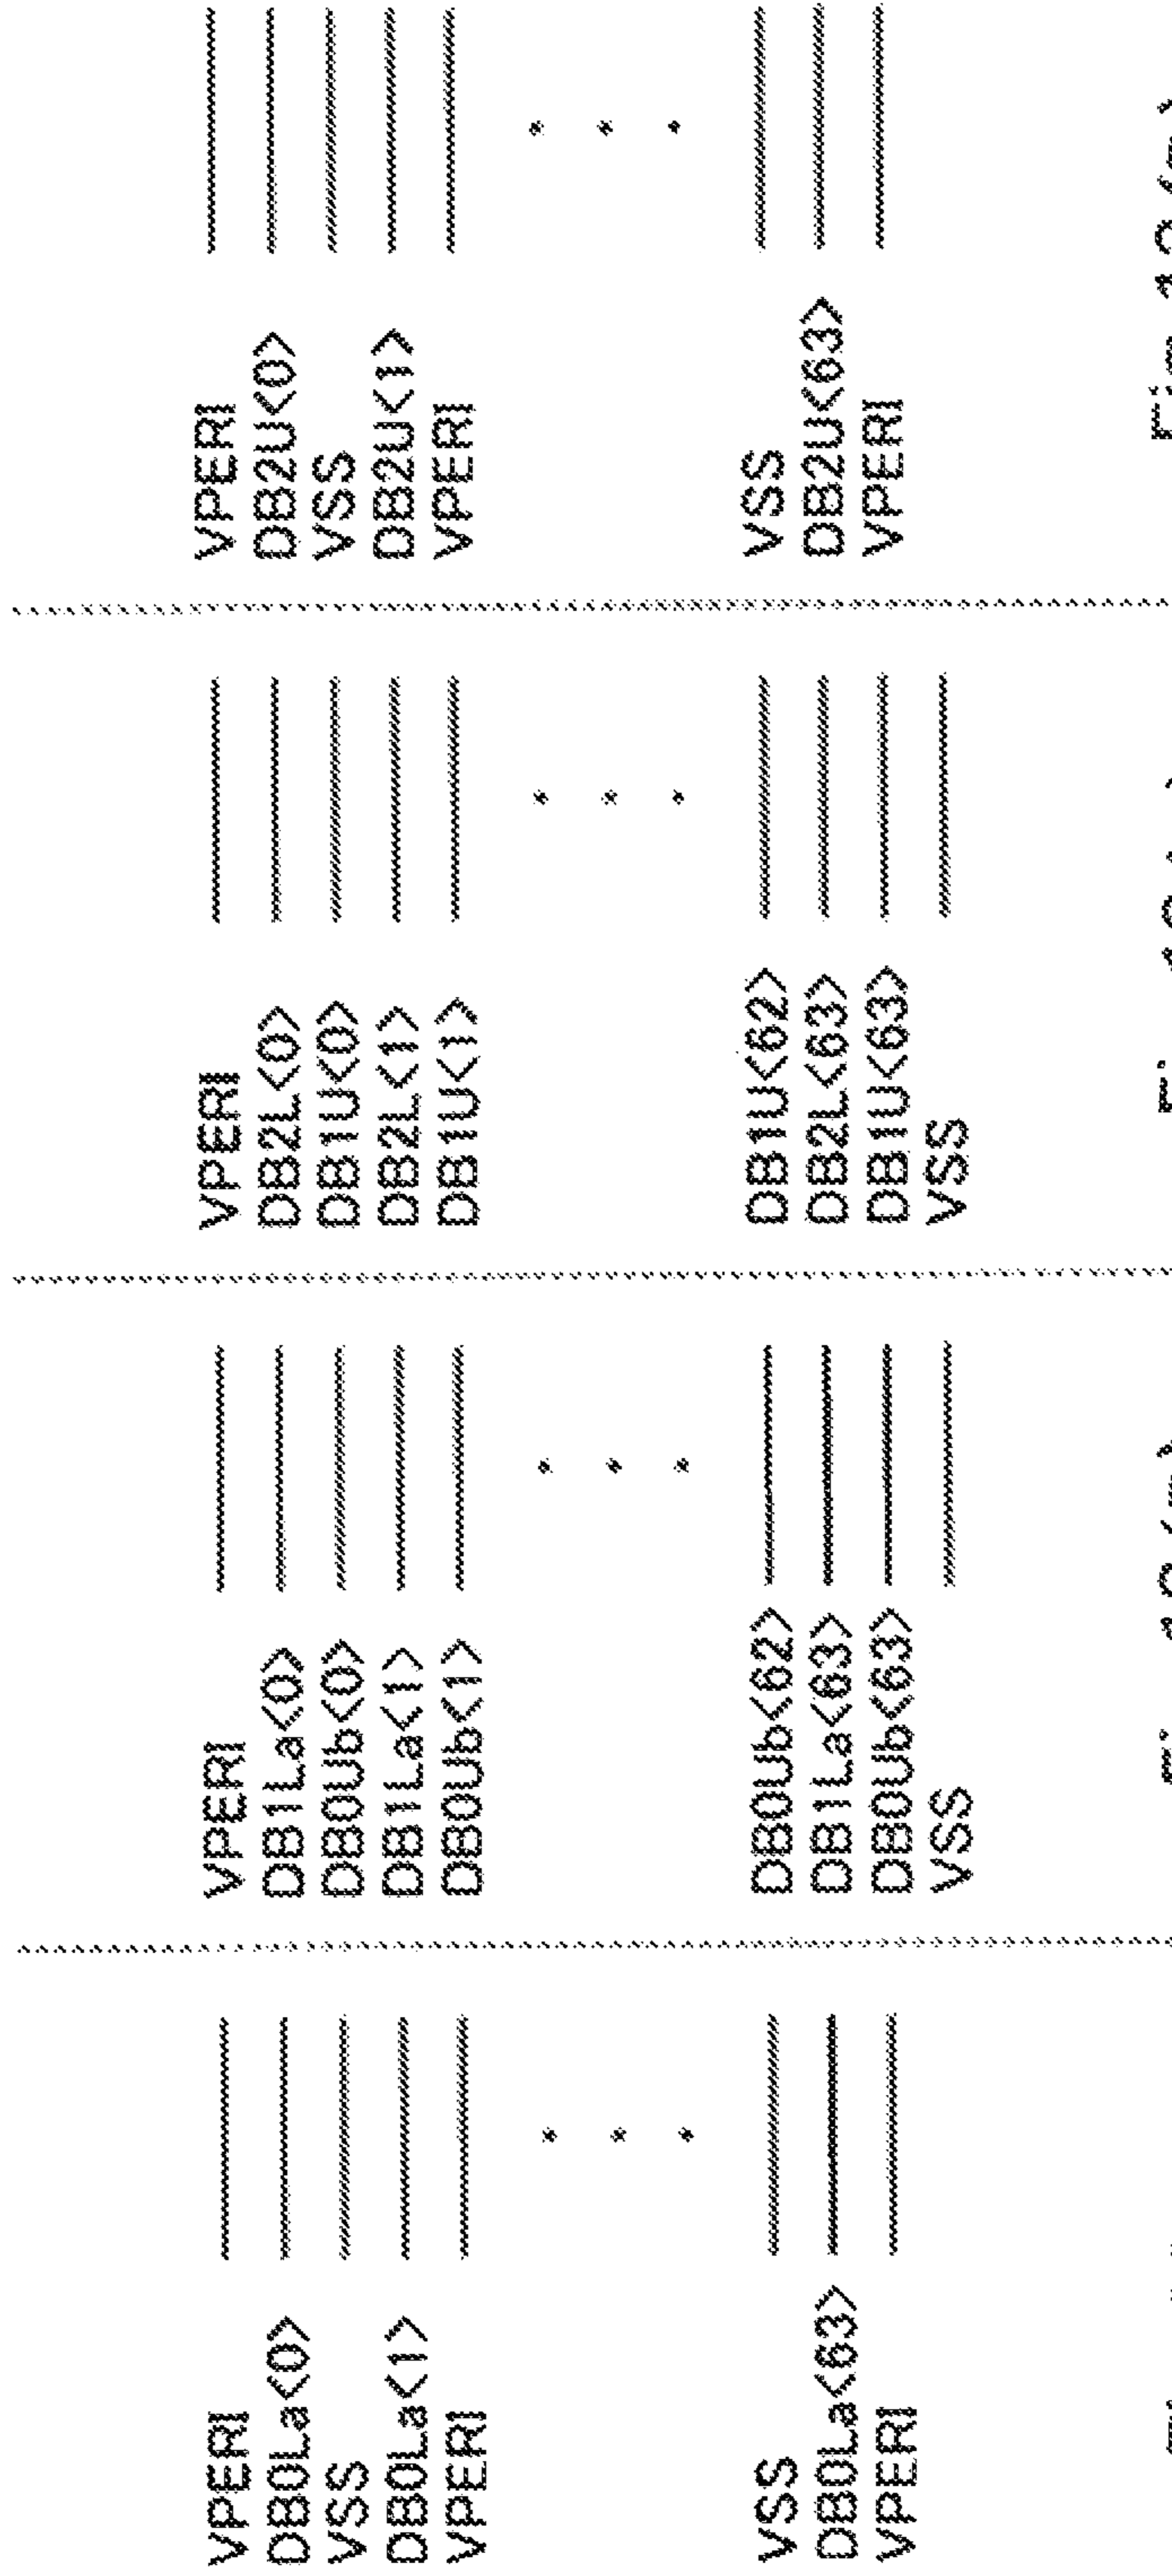 VPERI
DB0La<0>
VSS
DB0La<1>
VPERI
VSS
DB0La<63>
VPERI
VPERI
DB1La<0>
DB0Ub<0>
DB1La<1>
DB0Ub<1>
DB0Ub<62>
DB1La<63>
DB0Ub<63>
VSS
VPERI
DB2L<0>
DB1U<0>
DB2L<1>
DB1U<1>
DB1U<62>
DB2L<63>
DB1U<63>
VSS
VPERI
DB2U<0>
VSS
DB2U<1>
VPERI
VSS
DB2U<63>
VPERI